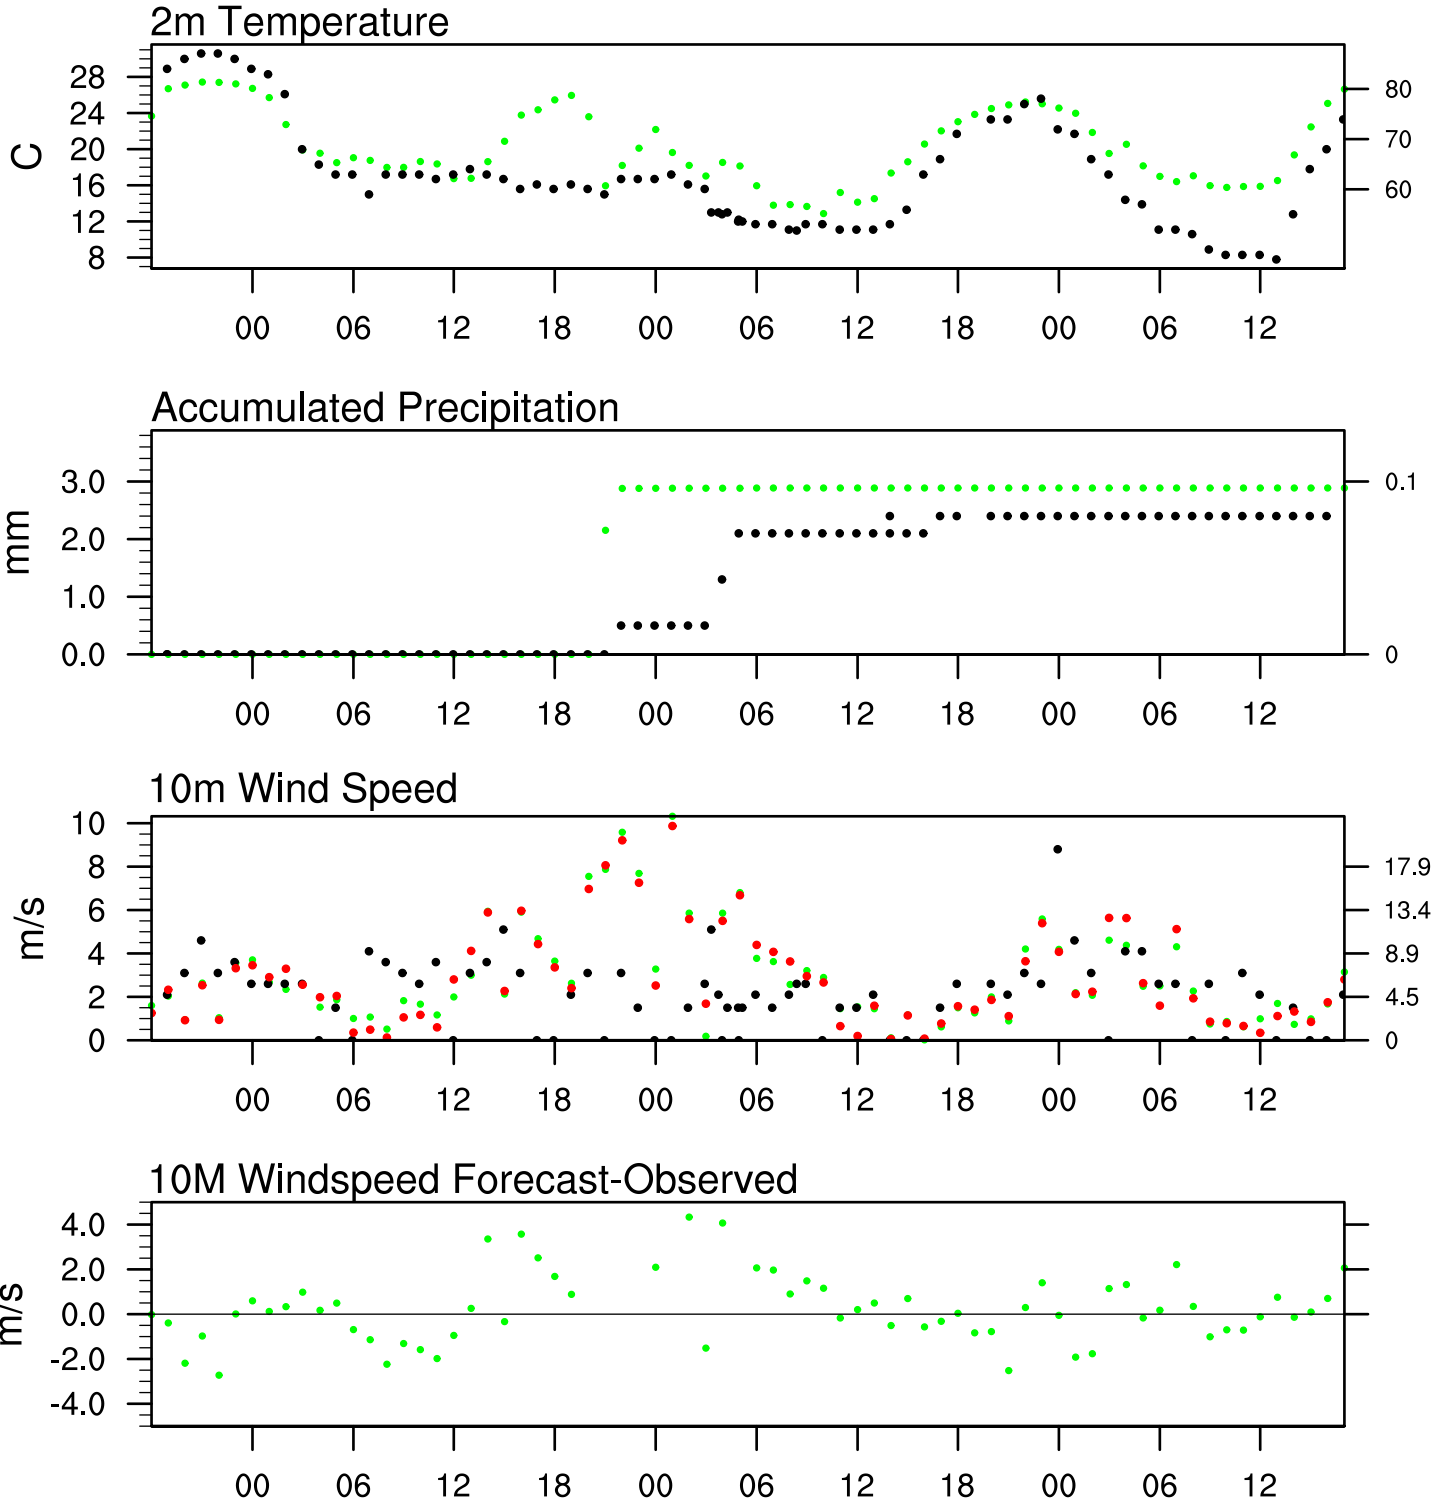 2m Temperature
28
24
20
16
12
8
C
80
70
60
00 06 12 18 00 06 12 18 00 06 12
Accumulated Precipitation
3.0
2.0
1.0
0.0
mm
0.1
0
00 06 12 18 00 06 12 18 00 06 12
10m Wind Speed
10
8
6
4
2
0
m/s
17.9
13.4
8.9
4.5
0
00 06 12 18 00 06 12 18 00 06 12
10M Windspeed Forecast-Observed
4.0
2.0
0.0
-2.0
-4.0
m/s
00 06 12 18 00 06 12 18 00 06 12